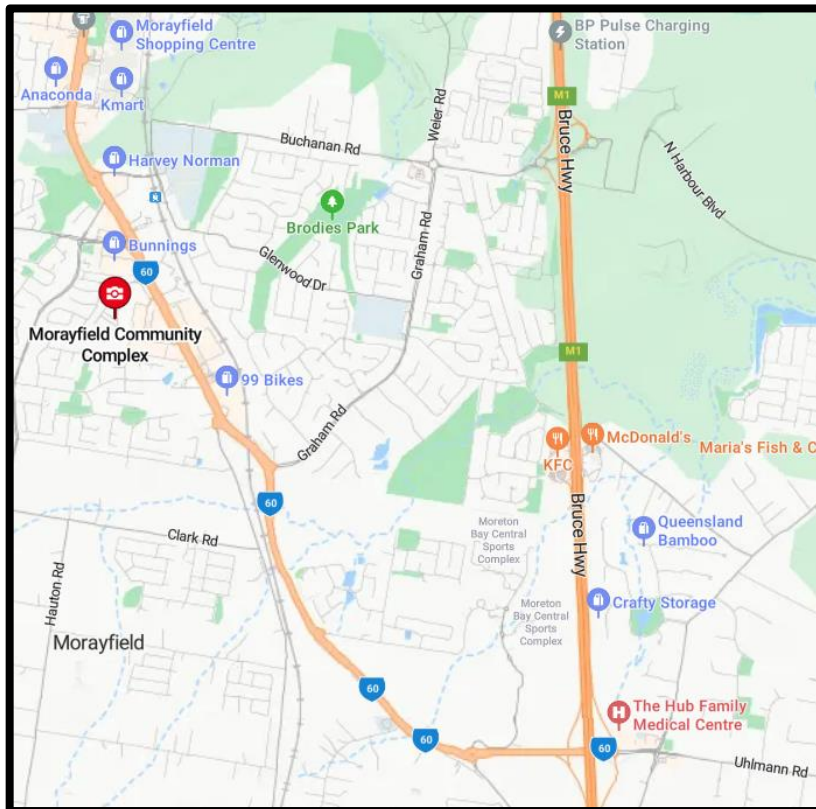 Morayfield
Shopping Centre
BP Pulse Charging
Station
Anaconda
Kmart
M1
Bruce Hwy
Weier Rd
Buchanan Rd
Harvey Norman
N Harbour Blvd
Brodies Park
Graham Rd
Bunnings
Glenwood Dr
60
Morayfield Community
Complex
M1
99 Bikes
Graham Rd
KFC
McDonald's
Maria's Fish & C
60
Bruce Hwy
Clark Rd
Moreton
Bay Central
Sports
Complex
Queensland
Bamboo
Hauton Rd
Crafty Storage
Moreton
Bay Central
Sports
Complex
Morayfield
60
The Hub Family
Medical Centre
60
60
Uhlmann Rd